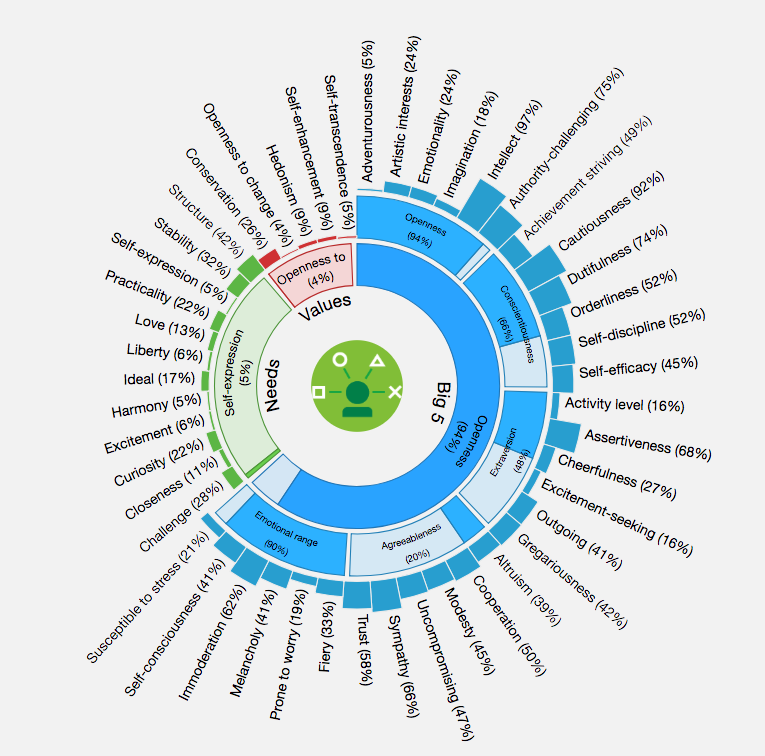 Adventurousness (5%)
Artistic interests (24%)
Emotionality (24%)
Imagination (18%)
Intellect (97%)
Authority-challenging (75%)
Achievement striving (49%)
Cautiousness (92%)
Dutifulness (74%)
Orderliness (52%)
Self-discipline (52%)
Self-efficacy (45%)
Activity level (16%)
Assertiveness (68%)
Cheerfulness (27%)
Excitement-seeking (16%)
Outgoing (41%)
Gregariousness (42%)
Altruism (39%)
Cooperation (50%)
Modesty (45%)
Uncompromising (47%)
Sympathy (66%)
Trust (58%)
Fiery (33%)
Prone to worry (19%)
Melancholy (41%)
Immoderation (62%)
Self-consciousness (41%)
Susceptible to stress (21%)
Challenge (28%)
Closeness (11%)
Curiosity (22%)
Excitement (6%)
Harmony (5%)
Ideal (17%)
Liberty (6%)
Love (13%)
Practicality (22%)
Self-expression (5%)
Stability (32%)
Structure (42%)
Conservation (26%)
Openness to change (4%)
Hedonism (9%)
Self-enhancement (9%)
Self-transcendence (5%)
Openness
(94%)
Conscientiousness
(66%)
Extraversion
(48%)
Agreeableness
(20%)
Emotional range
(90%)
Openness
(94%)
Big 5
Self-expression
(5%)
Needs
Openness to
(4%)
Values